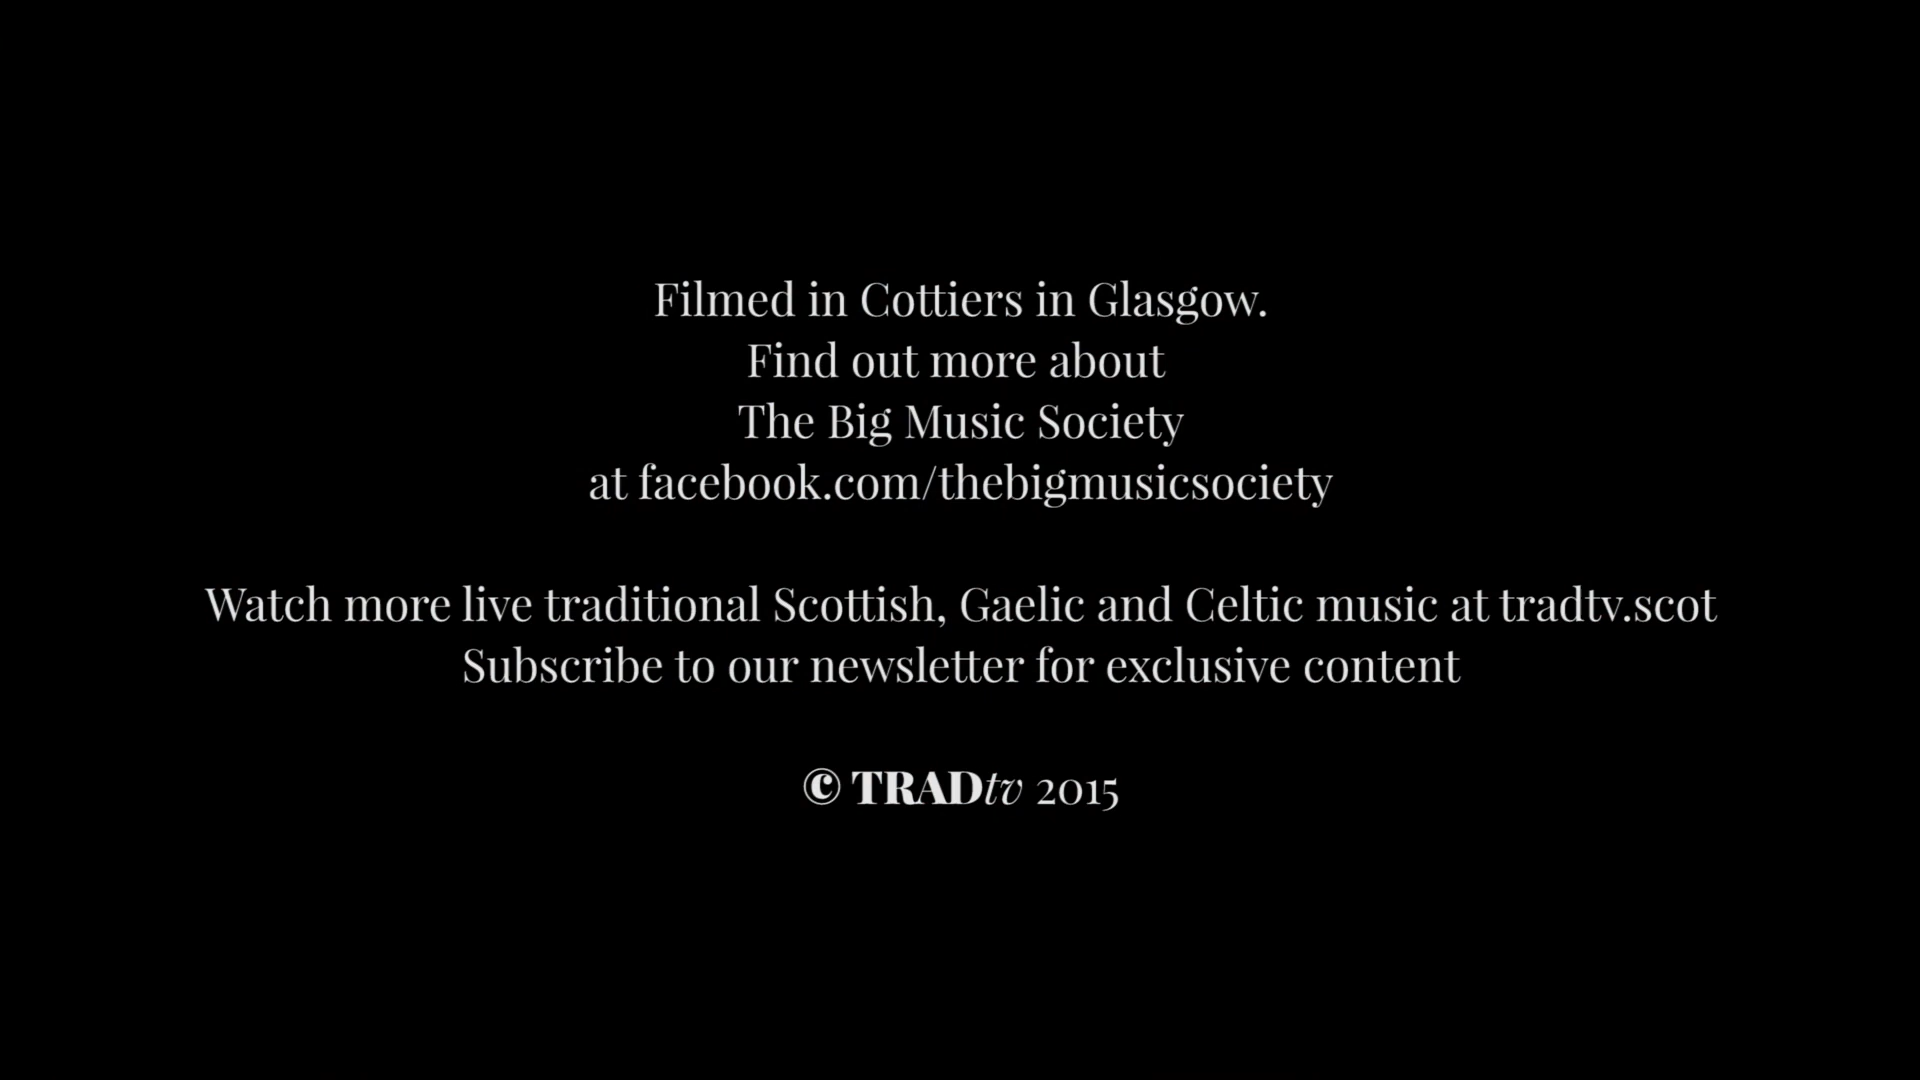 Filmed in Cottiers in Glasgow.
Find out more about
The Big Music Society
at facebook.com/thebigmusicsociety
Watch more live traditional Scottish, Gaelic and Celtic music at tradtv.scot
Subscribe to our newsletter for exclusive content
© TRADtv 2015